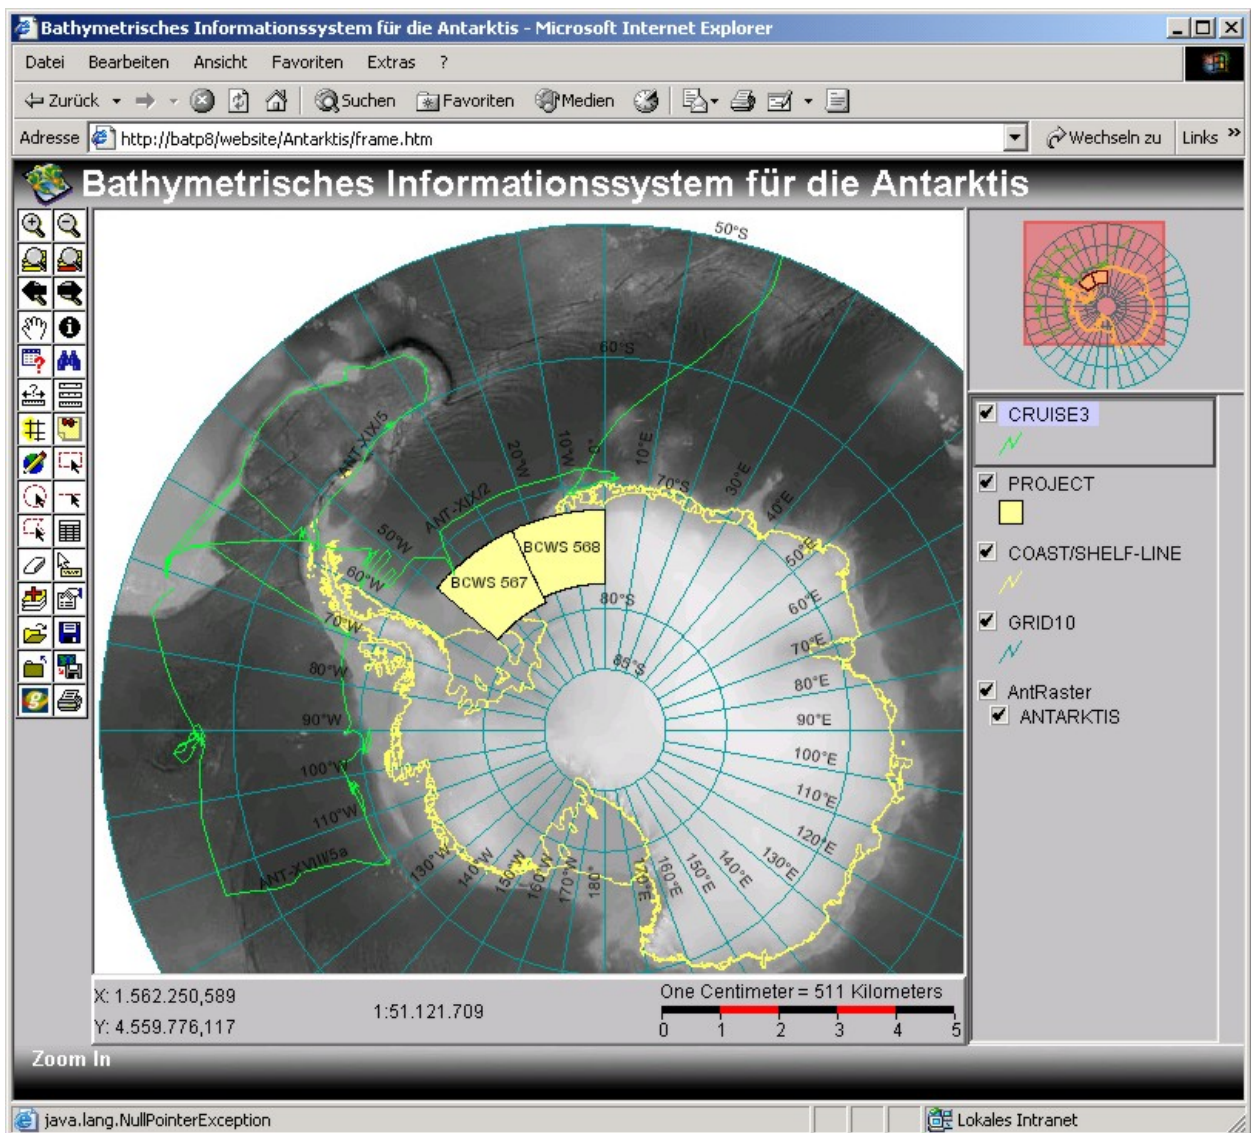 Bathymetrisches Informationssystem für die Antarktis - Microsoft Internet Explorer
Datei Bearbeiten Ansicht Favoriten Extras ?
Zurück Suchen Favoriten Medien
Adresse http://batp8/website/Antarktis/frame.htm Wechseln zu Links »
Bathymetrisches Informationssystem für die Antarktis
50°S
60°S
ANT-XIX/5
20°W
10°W
0°
10°E
70°S
30°E
40°E
ANT-XIX/2
50°W
60°W
BCWS 568
BCWS 567
50°E
80°S
60°E
70°W
70°E
80°W
85°S
80°E
90°W
90°E
100°W
100°E
110°W
110°E
120°E
ANT-XVIII/5a
130°W
140°W
150°W
160°W
170°W
180°
170°E
160°E
150°E
140°E
130°E
CRUISE3
PROJECT
COAST/SHELF-LINE
GRID10
AntRaster
ANTARKTIS
X: 1.562.250,589
Y: 4.559.776,117
1:51.121.709
One Centimeter = 511 Kilometers
0 1 2 3 4 5
Zoom In
java.lang.NullPointerException Lokales Intranet